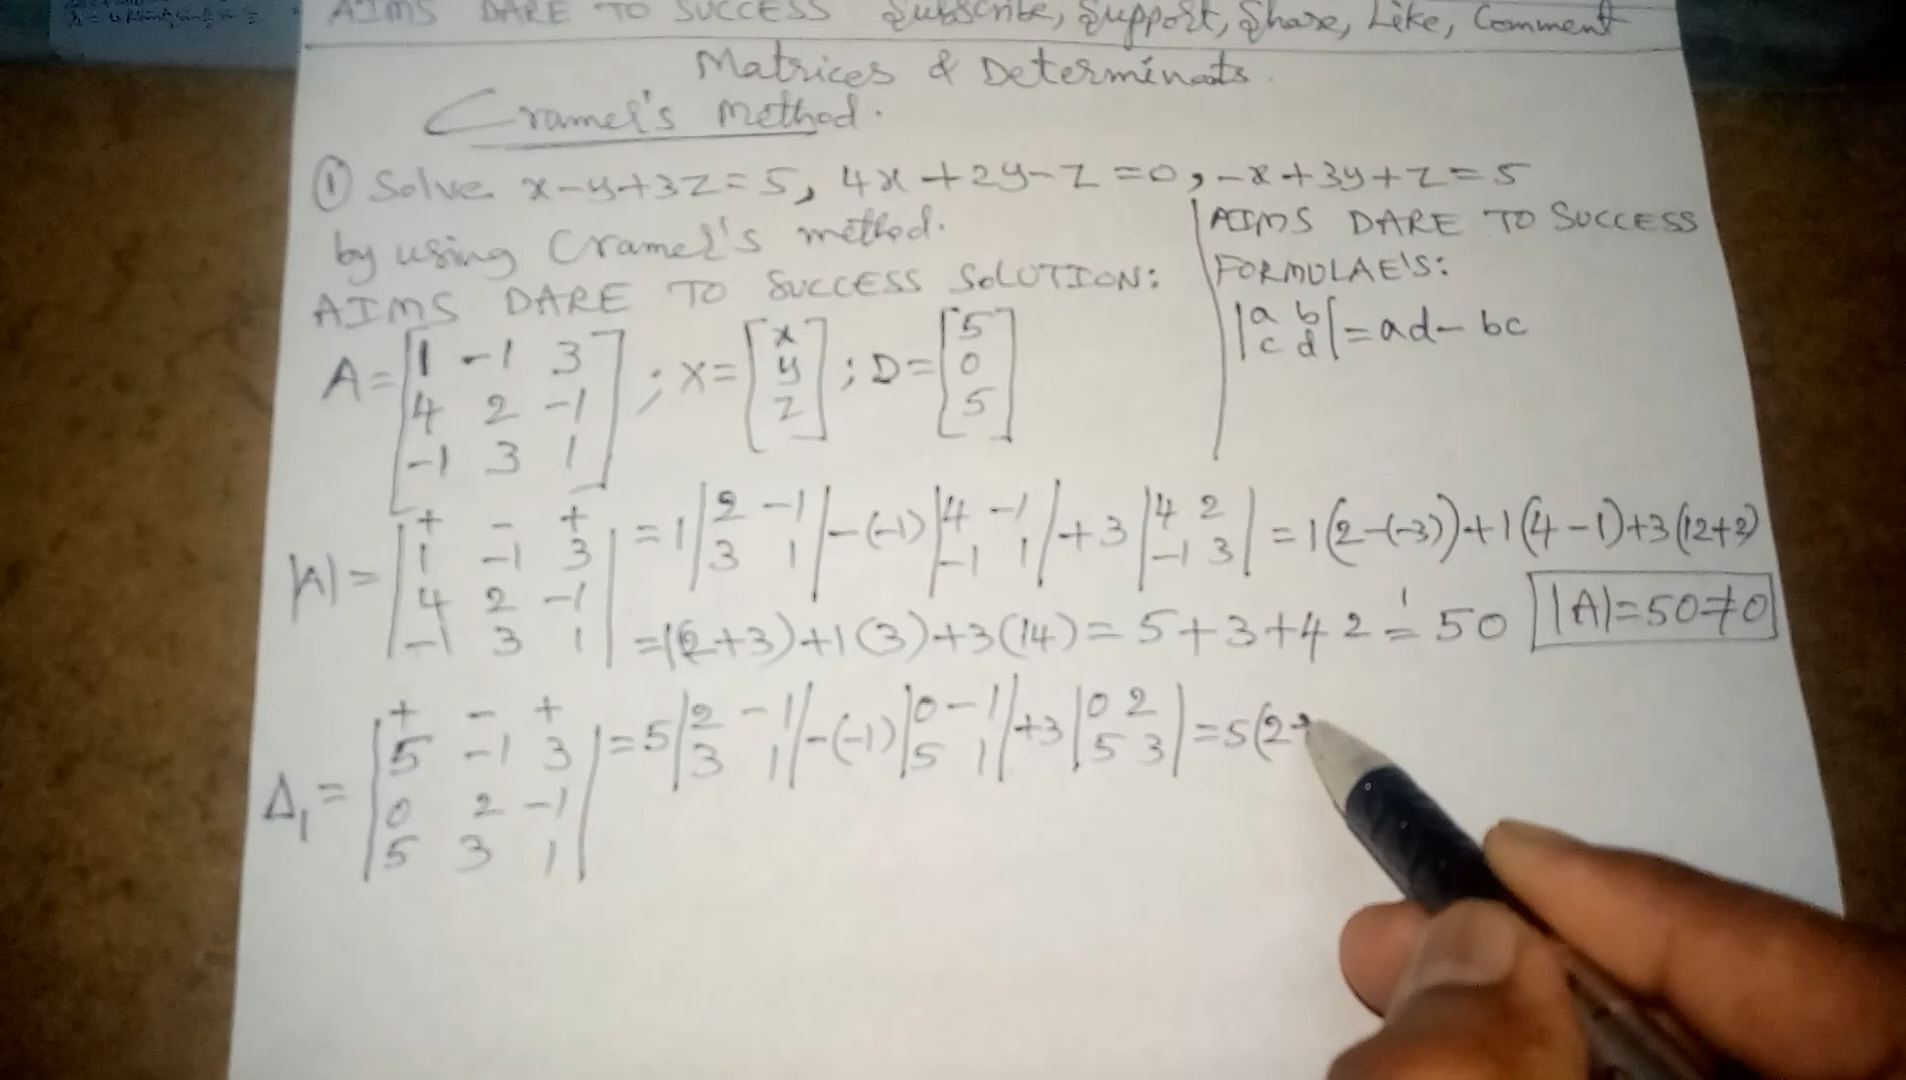 AIMS DARE TO SUCCESS Subscribe, Support, Share, Like, Comment
Matrices & Determinats.
Cramer's Method.
① Solve x-y+3z=5, 4x+2y-z=0, -x+3y+z=5
by using Cramer's method.
AIMS DARE TO SUCCESS SOLUTION:
AIMS DARE TO SUCCESS
FORMULAE'S:
|a b| = ad - bc
|c d|
A = [1 -1 3] ; X = [x] ; D = [5]
[4 2 -1] [y] [0]
[-1 3 1] [z] [5]
+ - +
|A| = |1 -1 3| = 1|2 -1| -(-1)|4 -1| +3|4 2| = 1(2-(-3))+1(4-1)+3(12+2)
|4 2 -1| |3 1| |-1 1| |-1 3|
|-1 3 1| = 1(2+3)+1(3)+3(14) = 5+3+42 = 50 |A|=50≠0
+ - +
Δ₁ = |5 -1 3| = 5|2 -1| -(-1)|0 -1| +3|0 2| = 5(2+
|0 2 -1| |3 1| |5 1| |5 3|
|5 3 1|